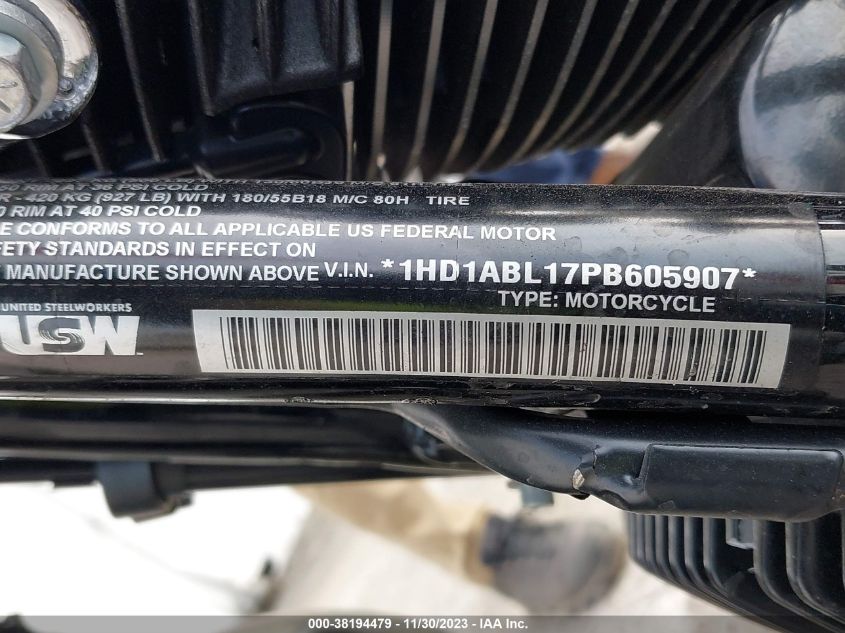 50 RIM AT 36 PSI COLD
R - 420 KG (927 LB) WITH 180/55B18 M/C 80H TIRE
0 RIM AT 40 PSI COLD
E CONFORMS TO ALL APPLICABLE US FEDERAL MOTOR
FETY STANDARDS IN EFFECT ON
MANUFACTURE SHOWN ABOVE V.I.N. *1HD1ABL17PB605907*
TYPE: MOTORCYCLE
UNITED STEELWORKERS
USW
000-38194479 - 11/30/2023 - IAA Inc.